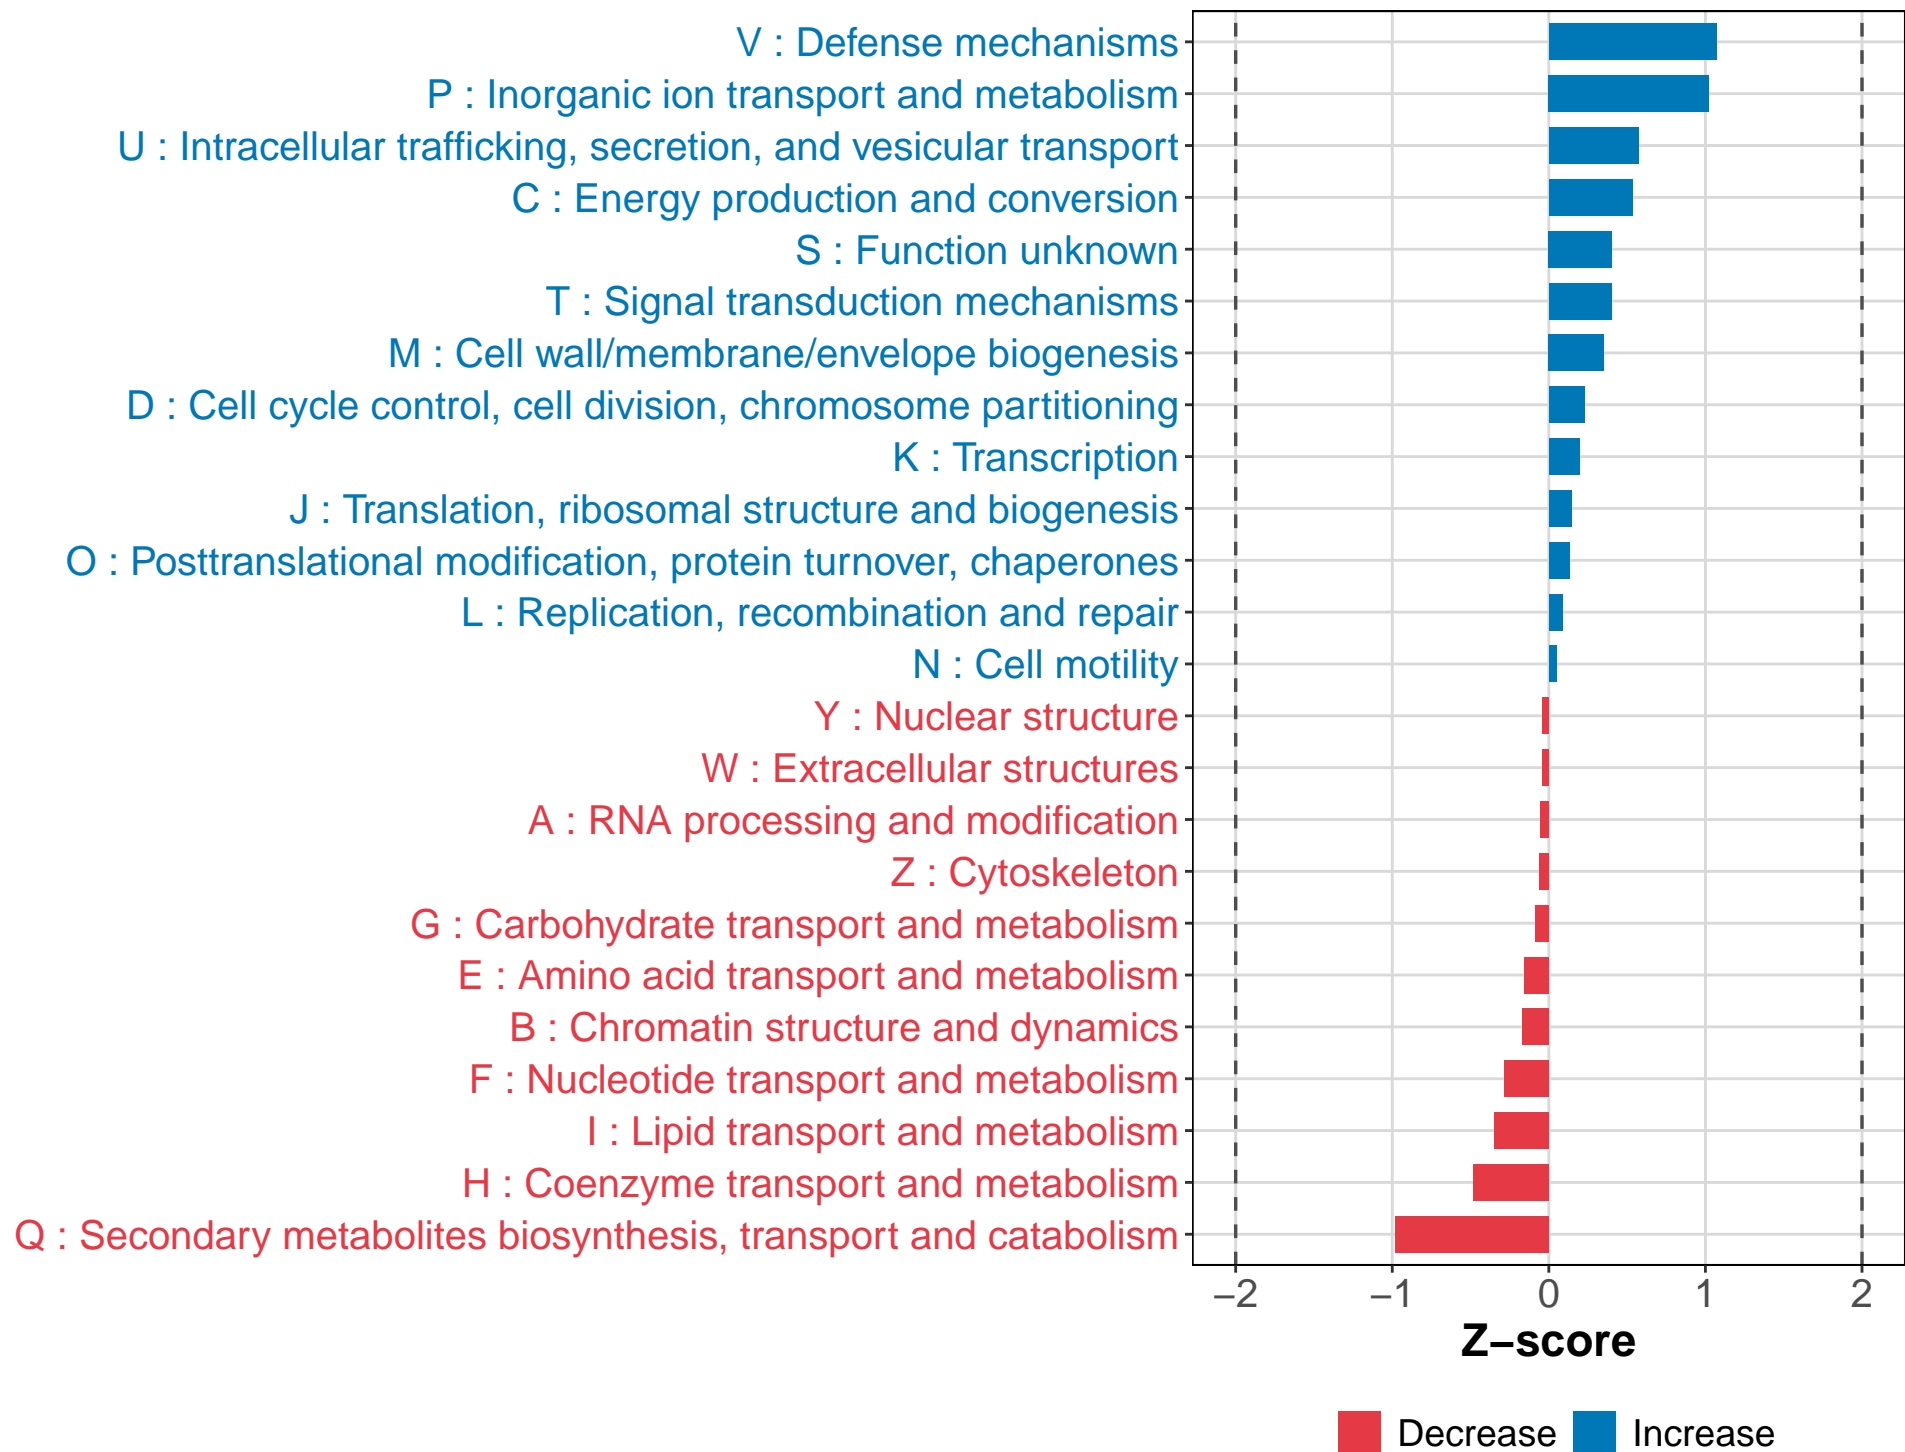 V : Defense mechanisms
P : Inorganic ion transport and metabolism
U : Intracellular trafficking, secretion, and vesicular transport
C : Energy production and conversion
S : Function unknown
T : Signal transduction mechanisms
M : Cell wall/membrane/envelope biogenesis
D : Cell cycle control, cell division, chromosome partitioning
K : Transcription
J : Translation, ribosomal structure and biogenesis
O : Posttranslational modification, protein turnover, chaperones
L : Replication, recombination and repair
N : Cell motility
Y : Nuclear structure
W : Extracellular structures
A : RNA processing and modification
Z : Cytoskeleton
G : Carbohydrate transport and metabolism
E : Amino acid transport and metabolism
B : Chromatin structure and dynamics
F : Nucleotide transport and metabolism
I : Lipid transport and metabolism
H : Coenzyme transport and metabolism
Q : Secondary metabolites biosynthesis, transport and catabolism
−2 −1 0 1 2
Z−score
Decrease Increase